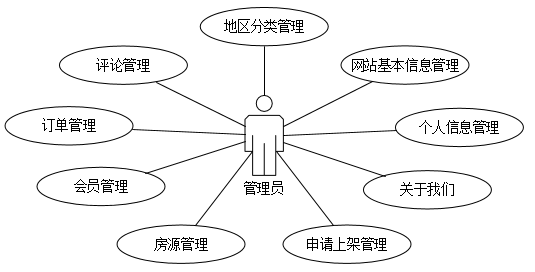 地区分类管理
评论管理
网站基本信息管理
订单管理
个人信息管理
会员管理
管理员
关于我们
房源管理
申请上架管理